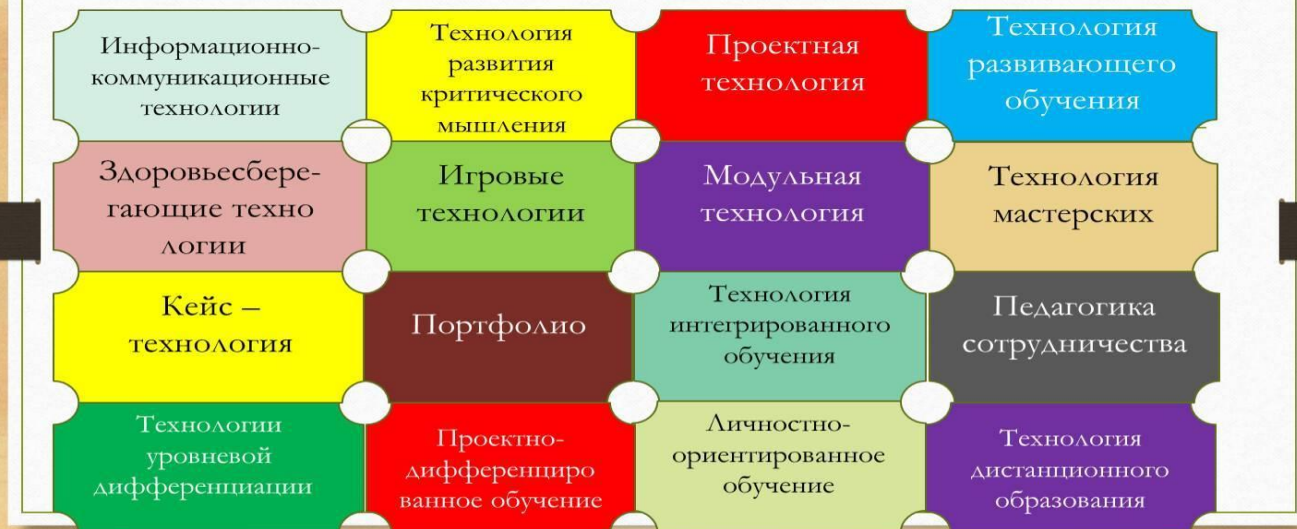 Информационно-
коммуникационные
технологии
Технология
развития
критического
мышления
Проектная
технология
Технология
развивающего
обучения
Здоровьесбере-
гающие техно
логии
Игровые
технологии
Модульная
технология
Технология
мастерских
Кейс –
технология
Портфолио
Технология
интегрированного
обучения
Педагогика
сотрудничества
Технологии
уровневой
дифференциации
Проектно-
дифференциро
ванное обучение
Личностно-
ориентированное
обучение
Технология
дистанционного
образования